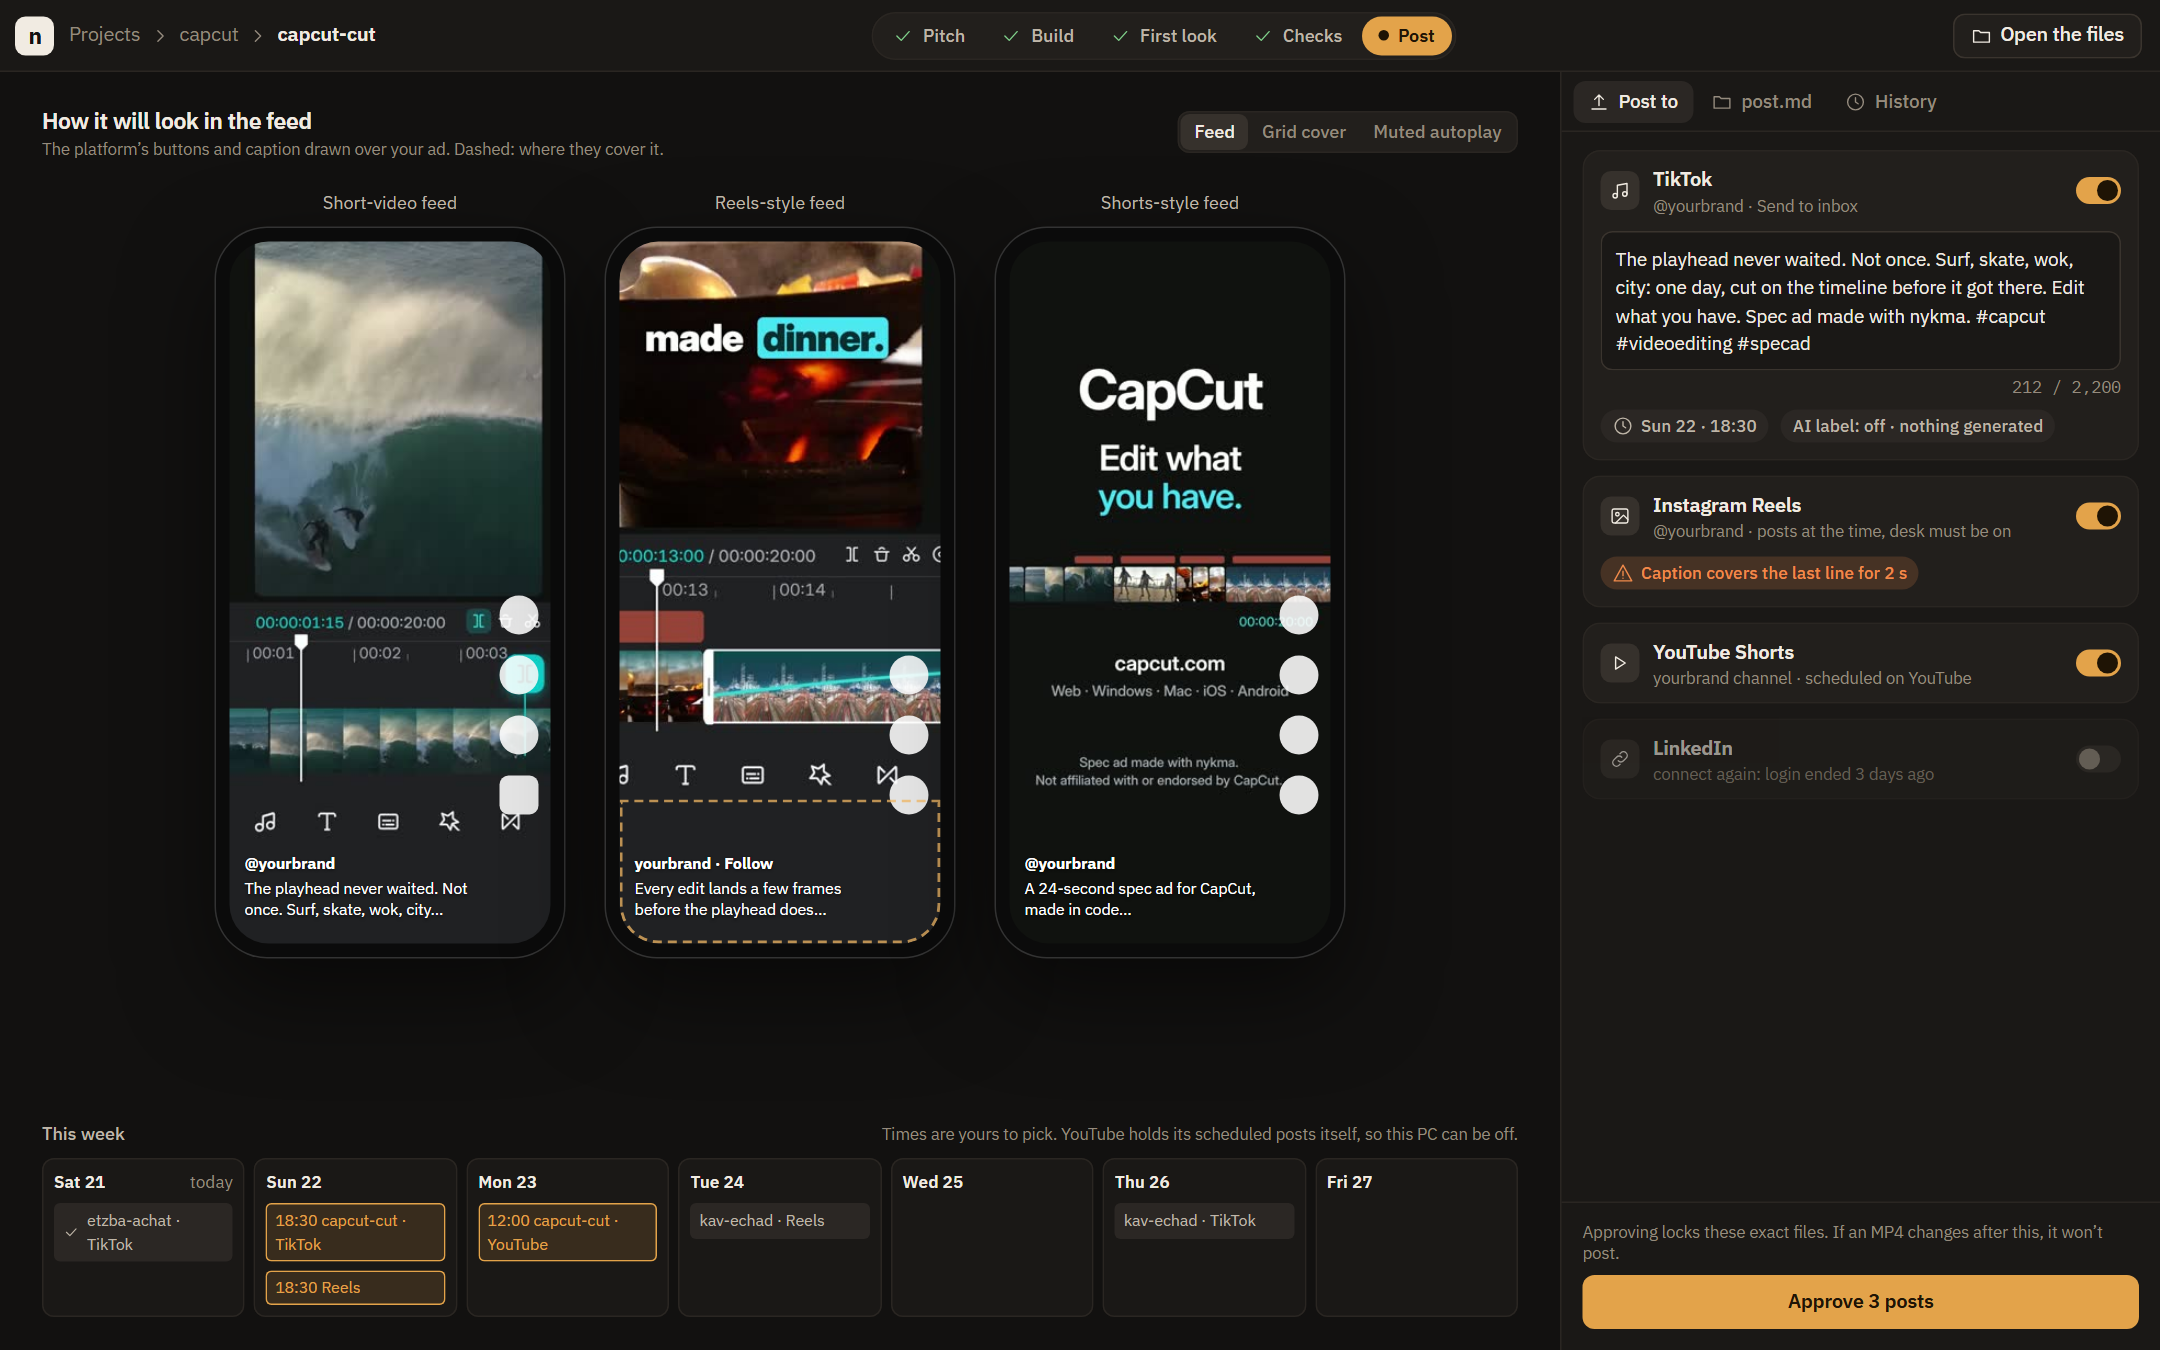 n
Projects > capcut > capcut-cut
Pitch
Build
First look
Checks
Post
Open the files
How it will look in the feed
The platform's buttons and caption drawn over your ad. Dashed: where they cover it.
Feed
Grid cover
Muted autoplay
Short-video feed
00:00:01:15 / 00:00:20:00
00:01
00:02
00:03
@yourbrand
The playhead never waited. Not
once. Surf, skate, wok, city...
Reels-style feed
made dinner.
0:00:13:00 / 00:00:20:00
00:13
00:14
yourbrand · Follow
Every edit lands a few frames
before the playhead does...
Shorts-style feed
CapCut
Edit what
you have.
capcut.com
Web · Windows · Mac · iOS · Android
Spec ad made with nykma.
Not affiliated with or endorsed by CapCut.
@yourbrand
A 24-second spec ad for CapCut,
made in code...
This week
Times are yours to pick. YouTube holds its scheduled posts itself, so this PC can be off.
Sat 21
today
etzba-achat ·
TikTok
Sun 22
18:30 capcut-cut ·
TikTok
18:30 Reels
Mon 23
12:00 capcut-cut ·
YouTube
Tue 24
kav-echad · Reels
Wed 25
Thu 26
kav-echad · TikTok
Fri 27
Post to
post.md
History
TikTok
@yourbrand · Send to inbox
The playhead never waited. Not once. Surf, skate, wok,
city: one day, cut on the timeline before it got there. Edit
what you have. Spec ad made with nykma. #capcut
#videoediting #specad
212 / 2,200
Sun 22 · 18:30
AI label: off · nothing generated
Instagram Reels
@yourbrand · posts at the time, desk must be on
Caption covers the last line for 2 s
YouTube Shorts
yourbrand channel · scheduled on YouTube
LinkedIn
connect again: login ended 3 days ago
Approving locks these exact files. If an MP4 changes after this, it won't
post.
Approve 3 posts